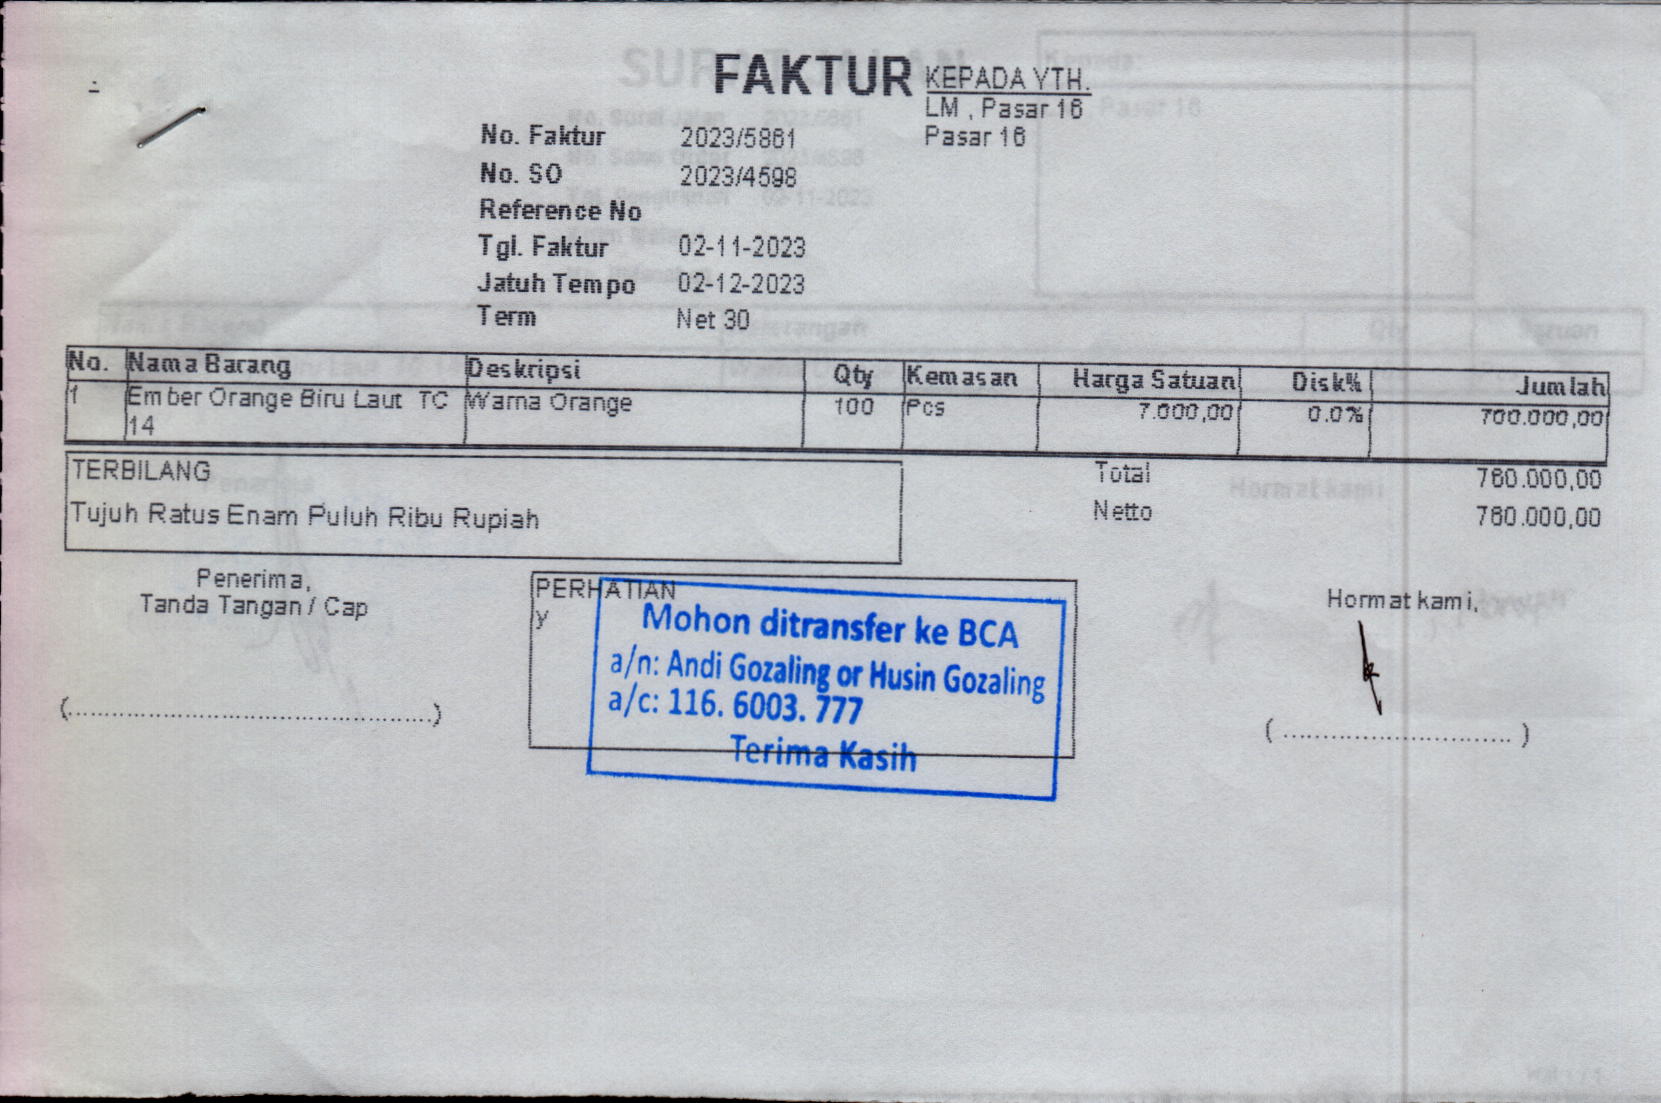 FAKTUR
KEPADA YTH.
LM , Pasar 16
Pasar 16
No. Faktur 2023/5861
No. SO 2023/4598
Reference No
Tgl. Faktur 02-11-2023
Jatuh Tempo 02-12-2023
Term Net 30
No. Nama Barang Deskripsi Qty Kemasan Harga Satuan Disk% Jumlah
1 Ember Orange Biru Laut TC Warna Orange 100 Pcs 7.600,00 0.0% 760.000,00
14
TERBILANG
Tujuh Ratus Enam Puluh Ribu Rupiah
Total 760.000,00
Netto 760.000,00
Penerima,
Tanda Tangan / Cap
(................................................)
PERHATIAN
y
Mohon ditransfer ke BCA
a/n: Andi Gozaling or Husin Gozaling
a/c: 116. 6003. 777
Terima Kasih
Hormat kami,
( .............................. )